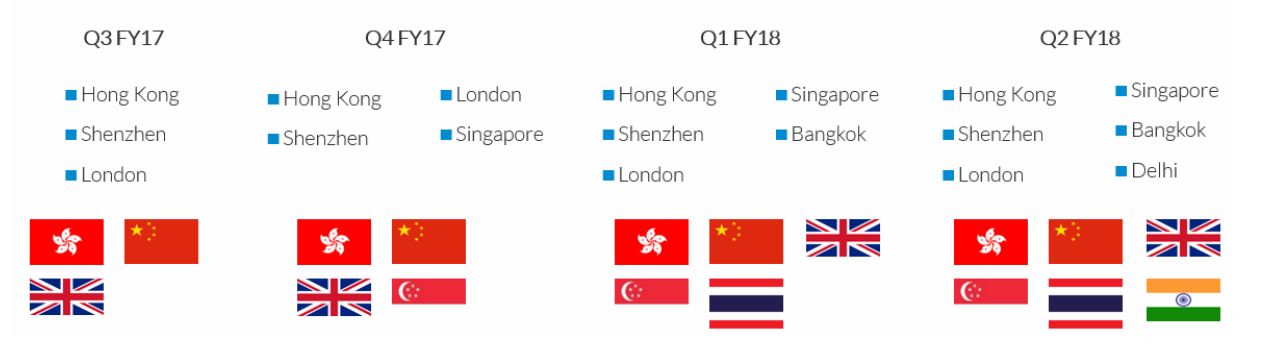 Q3 FY17
Hong Kong
Shenzhen
London
Q4 FY17
Hong Kong
Shenzhen
London
Singapore
Q1 FY18
Hong Kong
Shenzhen
London
Singapore
Bangkok
Q2 FY18
Hong Kong
Shenzhen
London
Singapore
Bangkok
Delhi